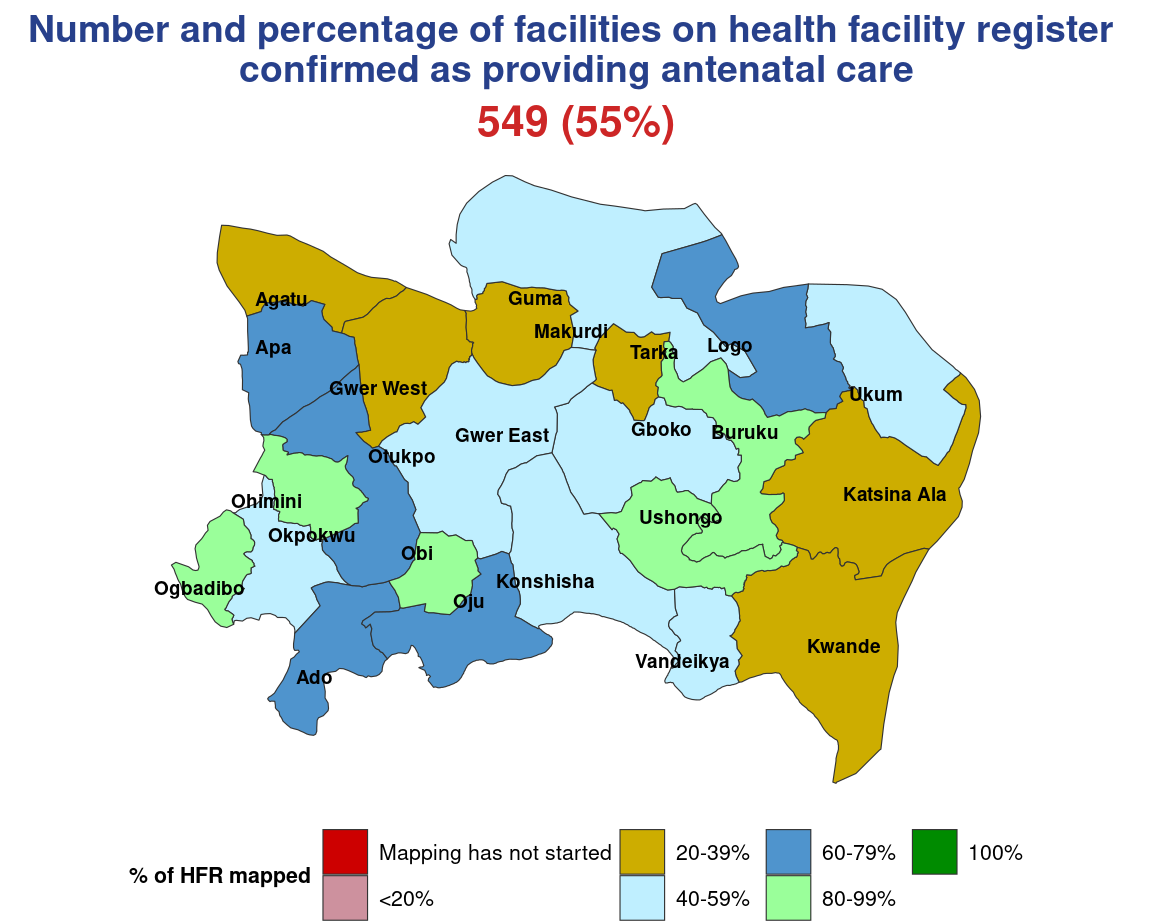 Number and percentage of facilities on health facility register
confirmed as providing antenatal care
549 (55%)
Agatu
Guma
Makurdi
Apa
Tarka
Logo
Gwer West
Ukum
Gwer East
Gboko
Buruku
Otukpo
Katsina Ala
Ohimini
Ushongo
Okpokwu
Obi
Konshisha
Ogbadibo
Oju
Kwande
Vandeikya
Ado
% of HFR mapped
Mapping has not started
<20%
20-39%
40-59%
60-79%
80-99%
100%